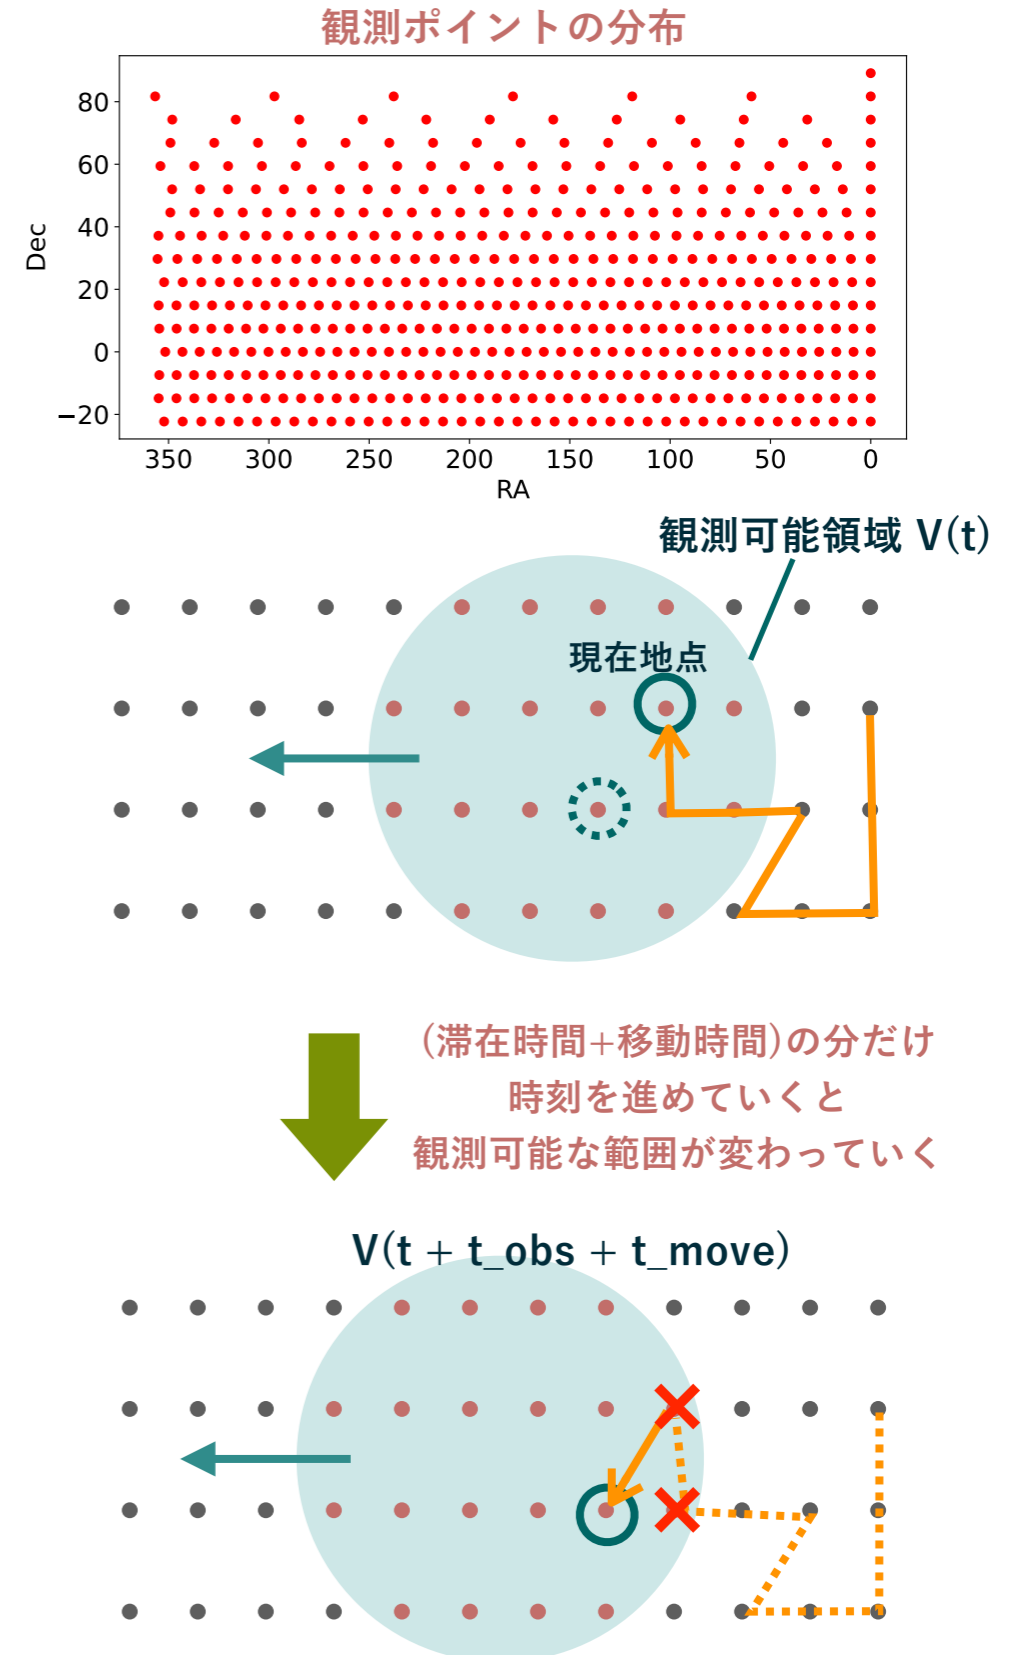 観測ポイントの分布
80
60
40
20
0
−20
Dec
350 300 250 200 150 100 50 0
RA
観測可能領域 V(t)
現在地点
(滞在時間+移動時間)の分だけ
時刻を進めていくと
観測可能な範囲が変わっていく
V(t + t_obs + t_move)